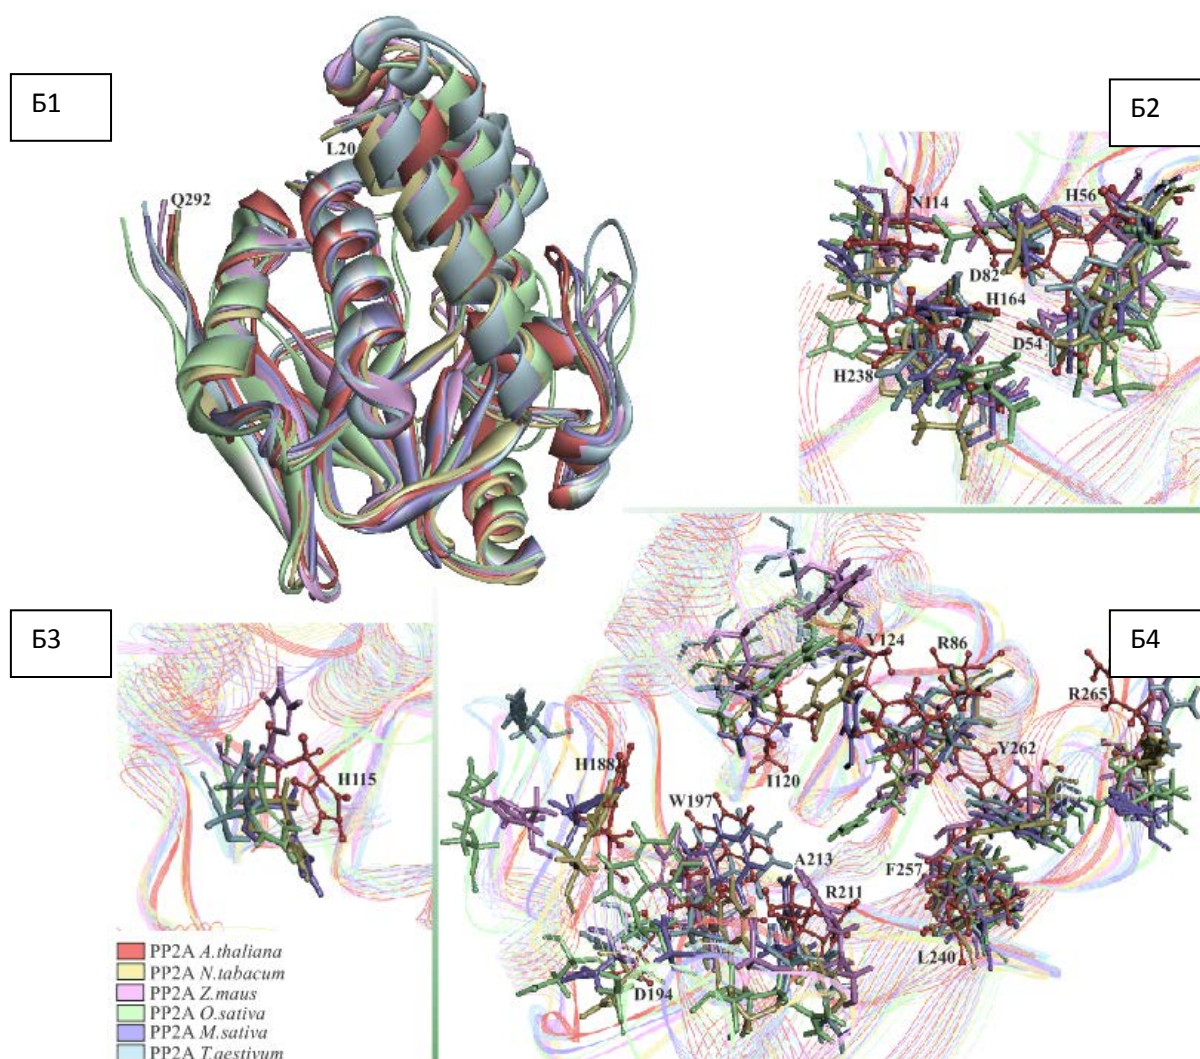 Б1
L20
Q292
Б2
N114
H56
D82
H164
D54
H238
Б3
H115
Б4
Y124
R86
R265
Y262
I120
H188
W197
A213
R211
F257
L240
D194
PP2A A.thaliana
PP2A N.tabacum
PP2A Z.maus
PP2A O.sativa
PP2A M.sativa
PP2A T.aestivum